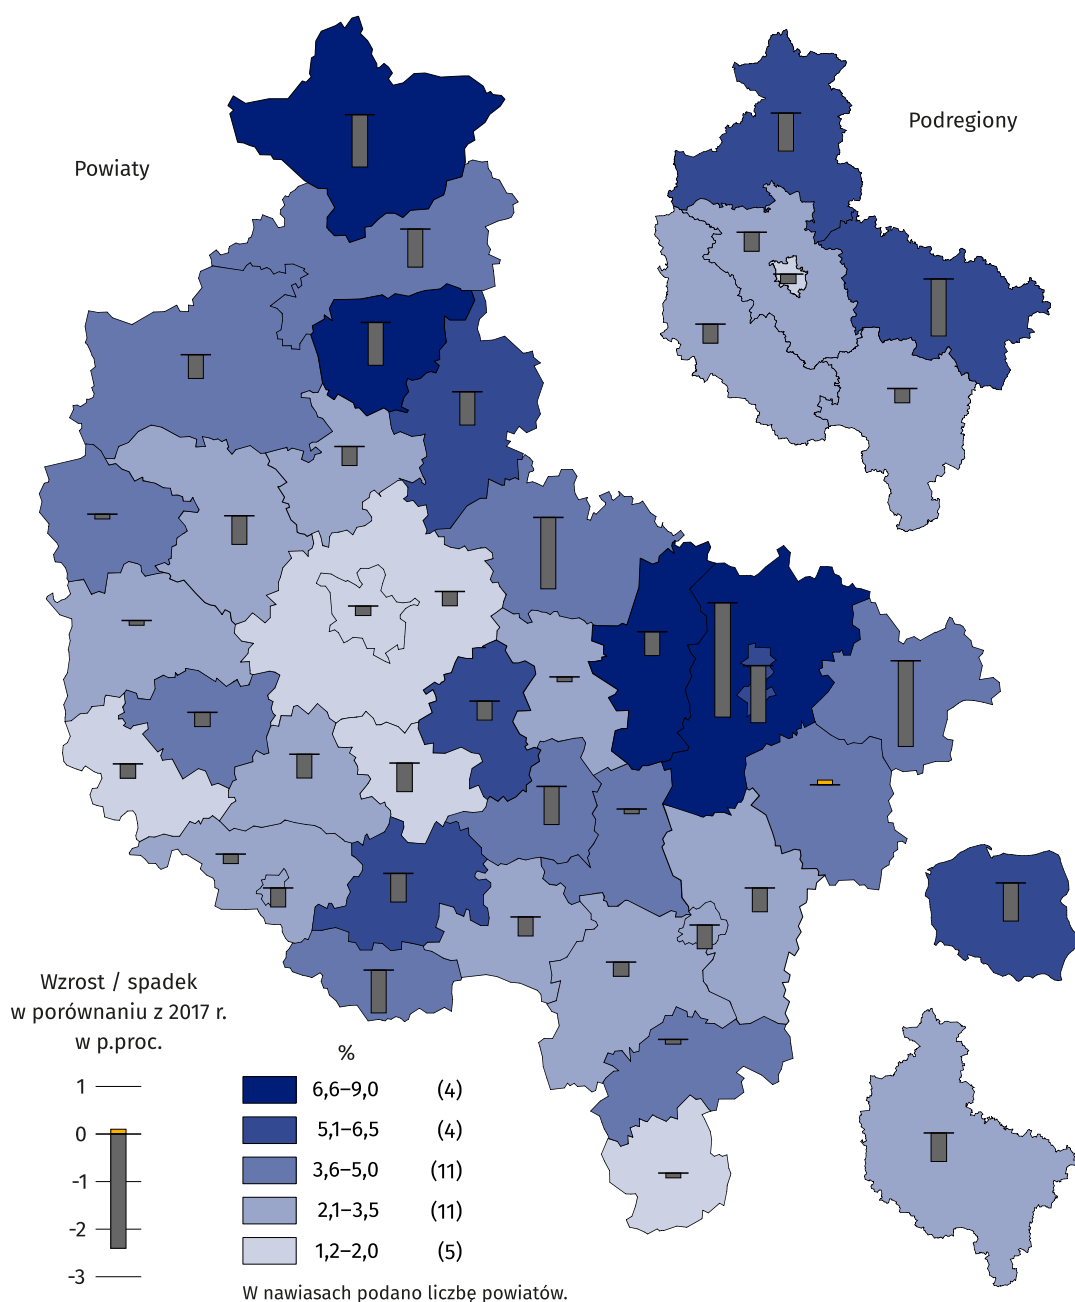 Powiaty
Podregiony
Wzrost / spadek
w porównaniu z 2017 r.
w p.proc.
1
0
-1
-2
-3
%
6,6–9,0 (4)
5,1–6,5 (4)
3,6–5,0 (11)
2,1–3,5 (11)
1,2–2,0 (5)
W nawiasach podano liczbę powiatów.